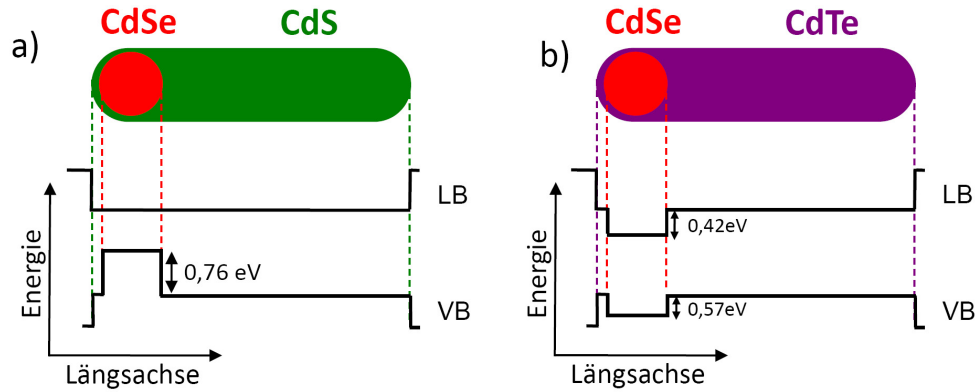 a)
CdSe
CdS
LB
0,76 eV
VB
Energie
Längsachse
b)
CdSe
CdTe
LB
0,42eV
0,57eV
VB
Energie
Längsachse